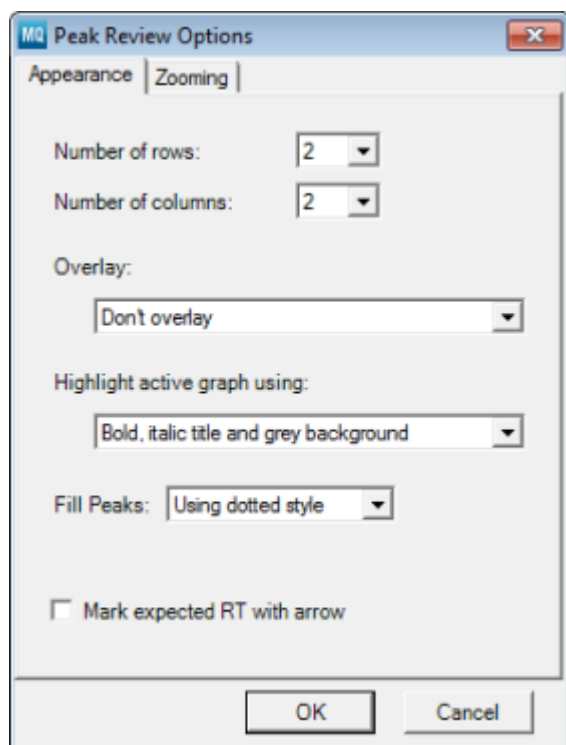 MQ Peak Review Options
Appearance Zooming
Number of rows: 2
Number of columns: 2
Overlay:
Don't overlay
Highlight active graph using:
Bold, italic title and grey background
Fill Peaks: Using dotted style
Mark expected RT with arrow
OK Cancel